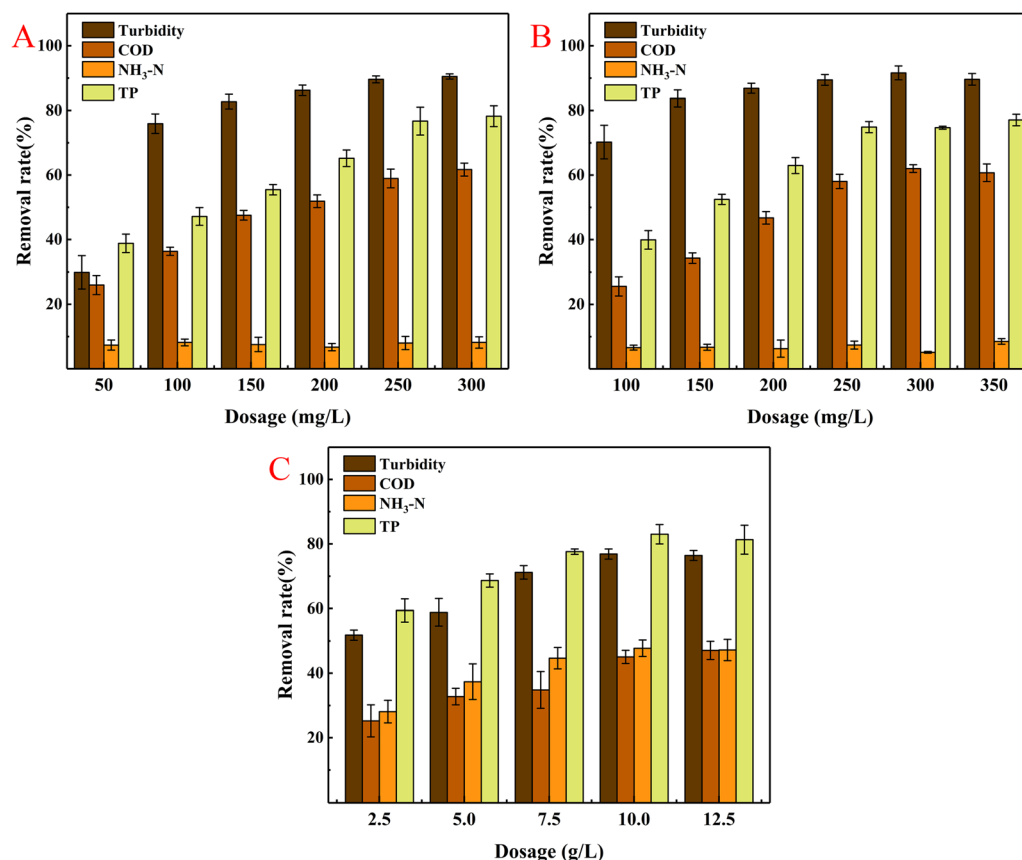 A
Turbidity
COD
NH₃-N
TP
100
80
60
40
20
Removal rate(%)
50 100 150 200 250 300
Dosage (mg/L)
B
Turbidity
COD
NH₃-N
TP
100
80
60
40
20
Removal rate(%)
100 150 200 250 300 350
Dosage (mg/L)
C
Turbidity
COD
NH₃-N
TP
100
80
60
40
20
Removal rate(%)
2.5 5.0 7.5 10.0 12.5
Dosage (g/L)